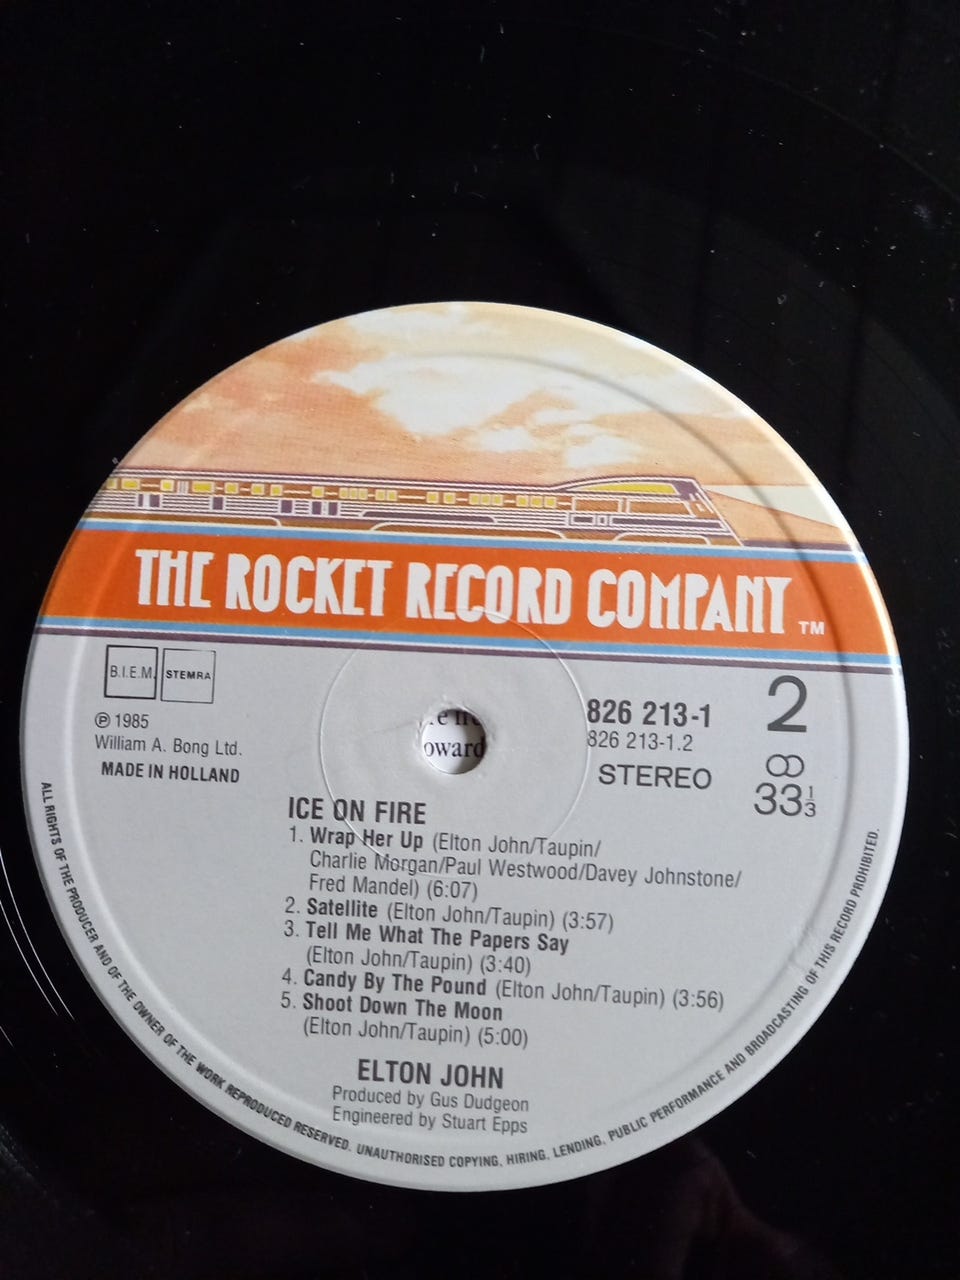 THE ROCKET RECORD COMPANY TM
B.I.E.M. STEMRA
℗ 1985
William A. Bong Ltd.
MADE IN HOLLAND
oward
826 213-1
826 213-1.2
STEREO
2
33 1/3
ICE ON FIRE
1. Wrap Her Up (Elton John/Taupin/
Charlie Morgan/Paul Westwood/Davey Johnstone/
Fred Mandel) (6:07)
2. Satellite (Elton John/Taupin) (3:57)
3. Tell Me What The Papers Say
(Elton John/Taupin) (3:40)
4. Candy By The Pound (Elton John/Taupin) (3:56)
5. Shoot Down The Moon
(Elton John/Taupin) (5:00)
ELTON JOHN
Produced by Gus Dudgeon
Engineered by Stuart Epps
ALL RIGHTS OF THE PRODUCER AND OF THE OWNER OF THE WORK REPRODUCED RESERVED. UNAUTHORISED COPYING, HIRING, LENDING, PUBLIC PERFORMANCE AND BROADCASTING OF THIS RECORD PROHIBITED.